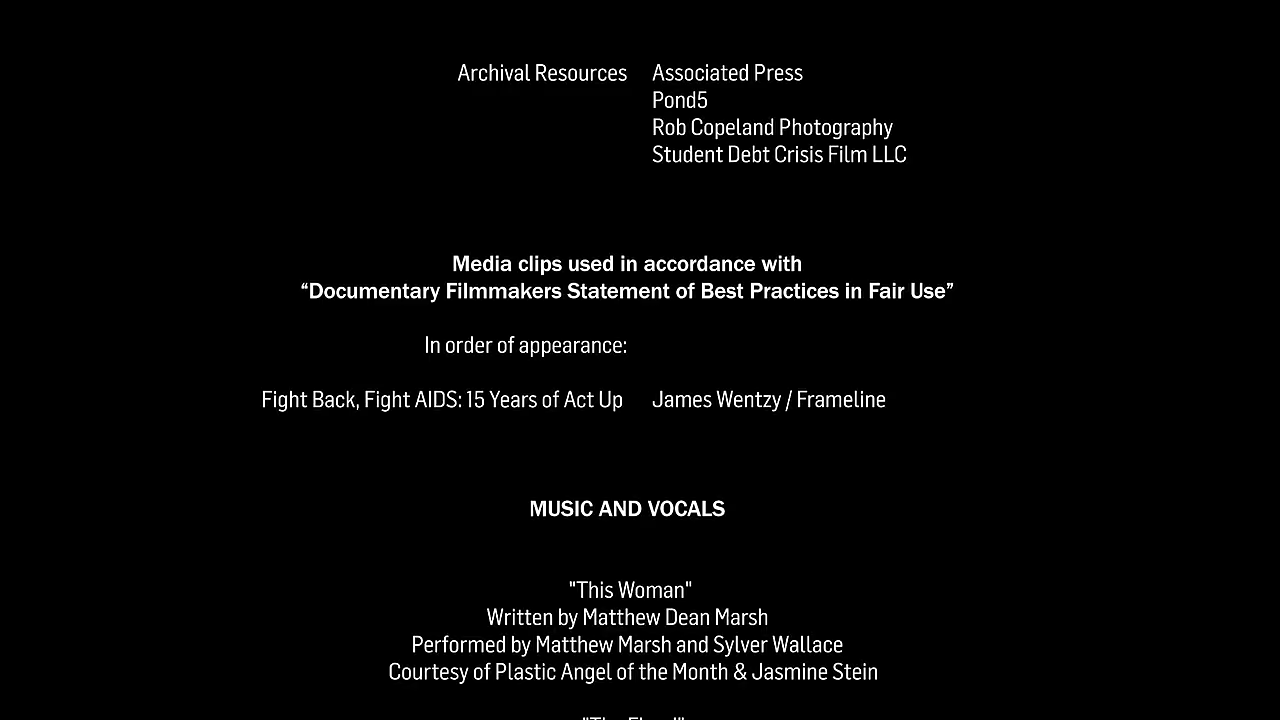 Archival Resources Associated Press
Pond5
Rob Copeland Photography
Student Debt Crisis Film LLC
Media clips used in accordance with
“Documentary Filmmakers Statement of Best Practices in Fair Use”
In order of appearance:
Fight Back, Fight AIDS: 15 Years of Act Up James Wentzy / Frameline
MUSIC AND VOCALS
"This Woman"
Written by Matthew Dean Marsh
Performed by Matthew Marsh and Sylver Wallace
Courtesy of Plastic Angel of the Month & Jasmine Stein